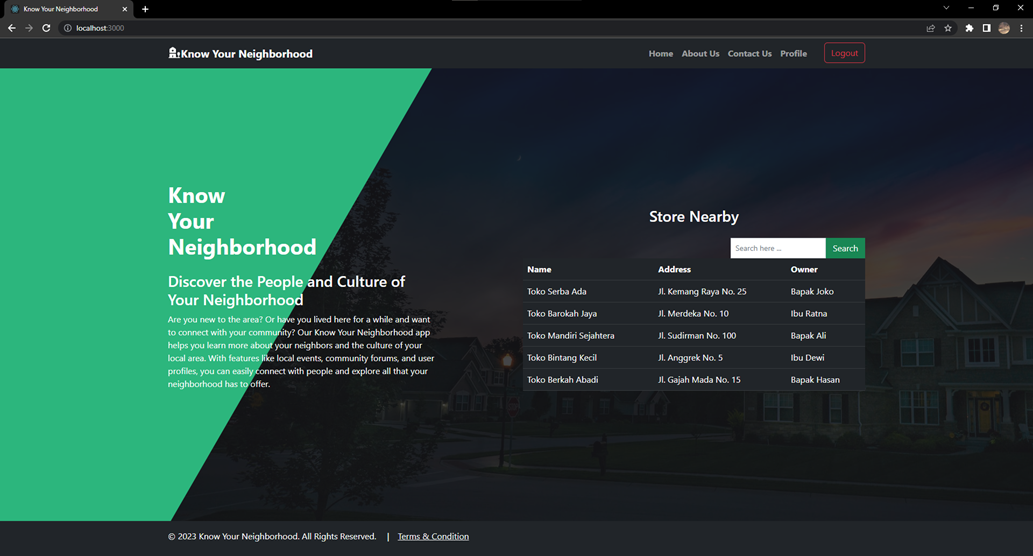 Know Your Neighborhood
localhost:3000
Know Your Neighborhood
Home About Us Contact Us Profile Logout
Know
Your
Neighborhood
Discover the People and Culture of
Your Neighborhood
Are you new to the area? Or have you lived here for a while and want
to connect with your community? Our Know Your Neighborhood app
helps you learn more about your neighbors and the culture of your
local area. With features like local events, community forums, and user
profiles, you can easily connect with people and explore all that your
neighborhood has to offer.
Store Nearby
Search here ... Search
Name Address Owner
Toko Serba Ada Jl. Kemang Raya No. 25 Bapak Joko
Toko Barokah Jaya Jl. Merdeka No. 10 Ibu Ratna
Toko Mandiri Sejahtera Jl. Sudirman No. 100 Bapak Ali
Toko Bintang Kecil Jl. Anggrek No. 5 Ibu Dewi
Toko Berkah Abadi Jl. Gajah Mada No. 15 Bapak Hasan
© 2023 Know Your Neighborhood. All Rights Reserved. | Terms & Condition